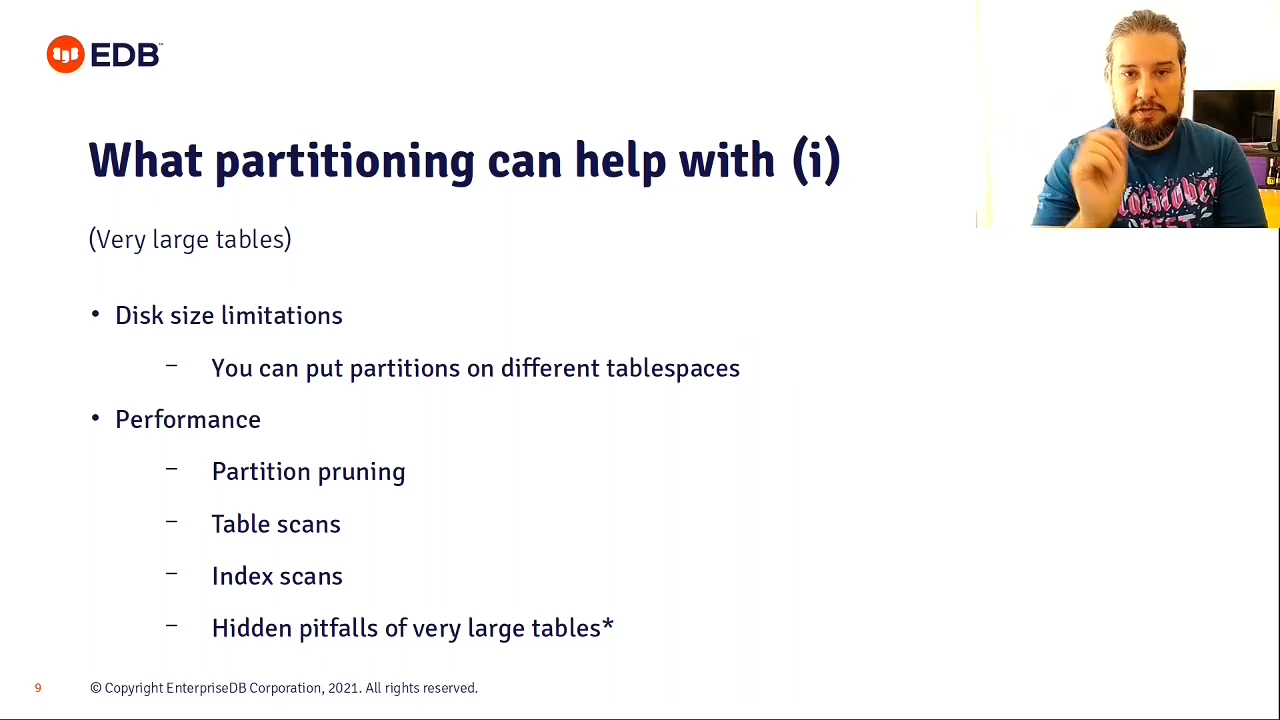 EDB™
What partitioning can help with (i)
(Very large tables)
• Disk size limitations
– You can put partitions on different tablespaces
• Performance
– Partition pruning
– Table scans
– Index scans
– Hidden pitfalls of very large tables*
9
© Copyright EnterpriseDB Corporation, 2021. All rights reserved.
FEST